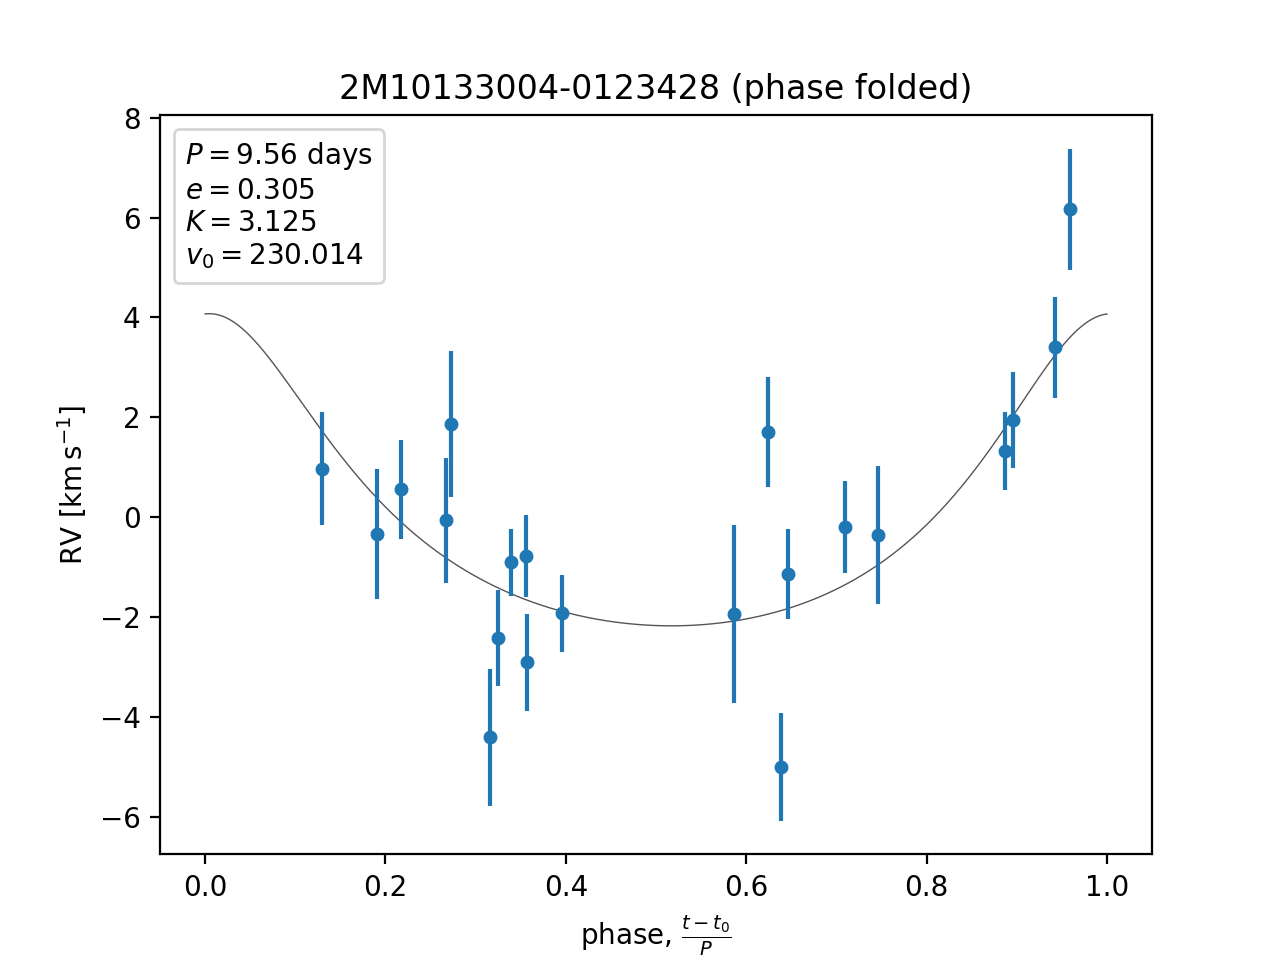 2M10133004-0123428 (phase folded)
P = 9.56 days
e = 0.305
K = 3.125
v₀ = 230.014
RV [km s⁻¹]
8
6
4
2
0
−2
−4
−6
0.0 0.2 0.4 0.6 0.8 1.0
phase, (t − t₀)/P